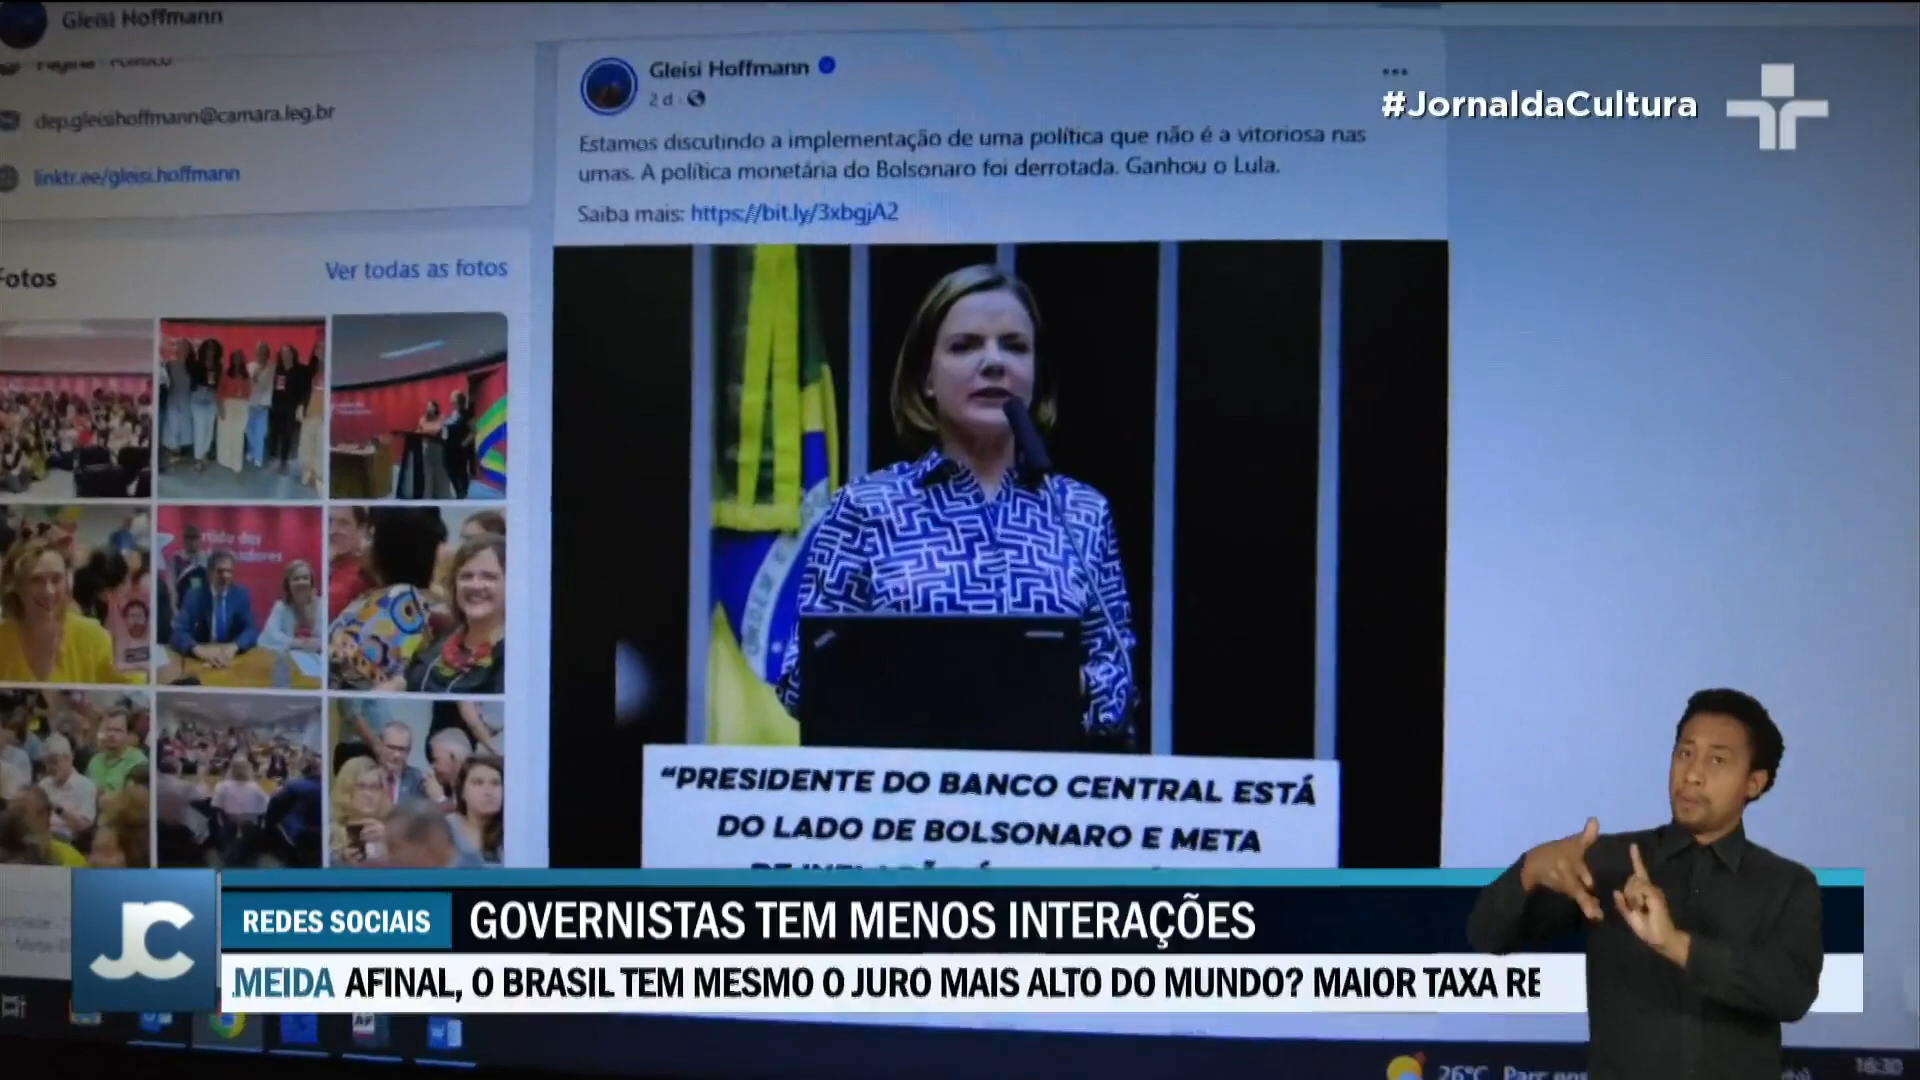 Gleisi Hoffmann
dep.gleisihoffmann@camara.leg.br
linktr.ee/gleisi.hoffmann
Fotos
Ver todas as fotos
Gleisi Hoffmann
2 d
Estamos discutindo a implementação de uma política que não é a vitoriosa nas
urnas. A política monetária do Bolsonaro foi derrotada. Ganhou o Lula.
Saiba mais: https://bit.ly/3xbgjA2
#JornaldaCultura
“PRESIDENTE DO BANCO CENTRAL ESTÁ
DO LADO DE BOLSONARO E META
JC
REDES SOCIAIS
GOVERNISTAS TEM MENOS INTERAÇÕES
MEIDA AFINAL, O BRASIL TEM MESMO O JURO MAIS ALTO DO MUNDO? MAIOR TAXA RE
26°C
16:30